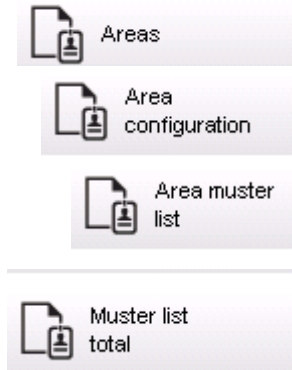 Areas
Area
configuration
Area muster
list
Muster list
total